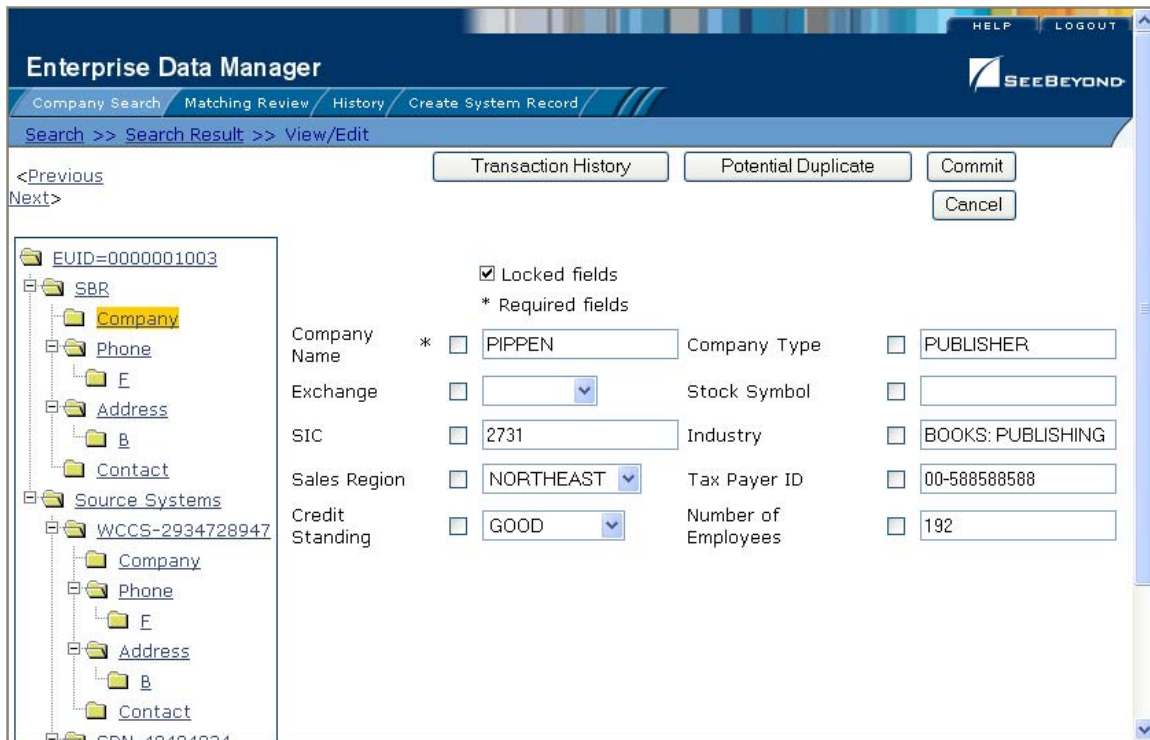 HELP LOGOUT
Enterprise Data Manager
SEEBEYOND
Company Search Matching Review History Create System Record
Search >> Search Result >> View/Edit
<Previous
Next>
Transaction History Potential Duplicate Commit
Cancel
EUID=0000001003
SBR
Company
Phone
F
Address
B
Contact
Source Systems
WCCS-2934728947
Company
Phone
F
Address
B
Contact
Locked fields
* Required fields
Company Name * PIPPEN Company Type PUBLISHER
Exchange Stock Symbol
SIC 2731 Industry BOOKS: PUBLISHING
Sales Region NORTHEAST Tax Payer ID 00-588588588
Credit Standing GOOD Number of Employees 192